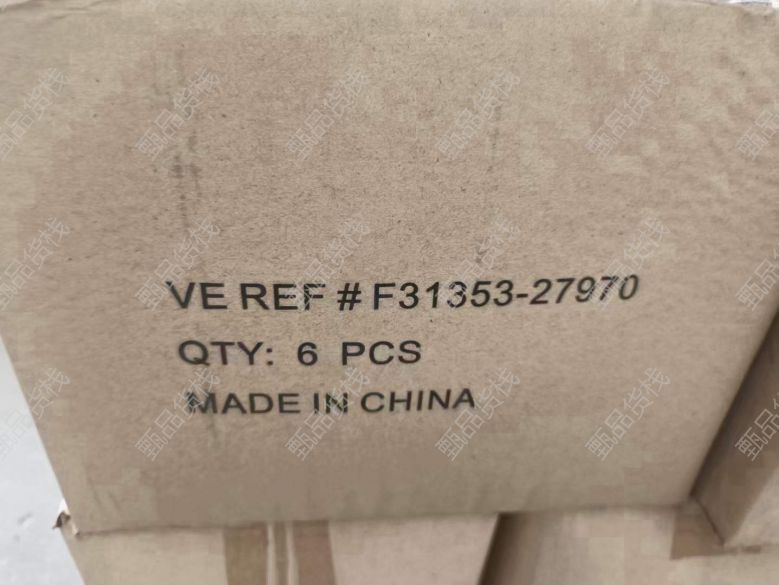 VE REF # F31353-27970
QTY: 6 PCS
MADE IN CHINA
甄品货栈